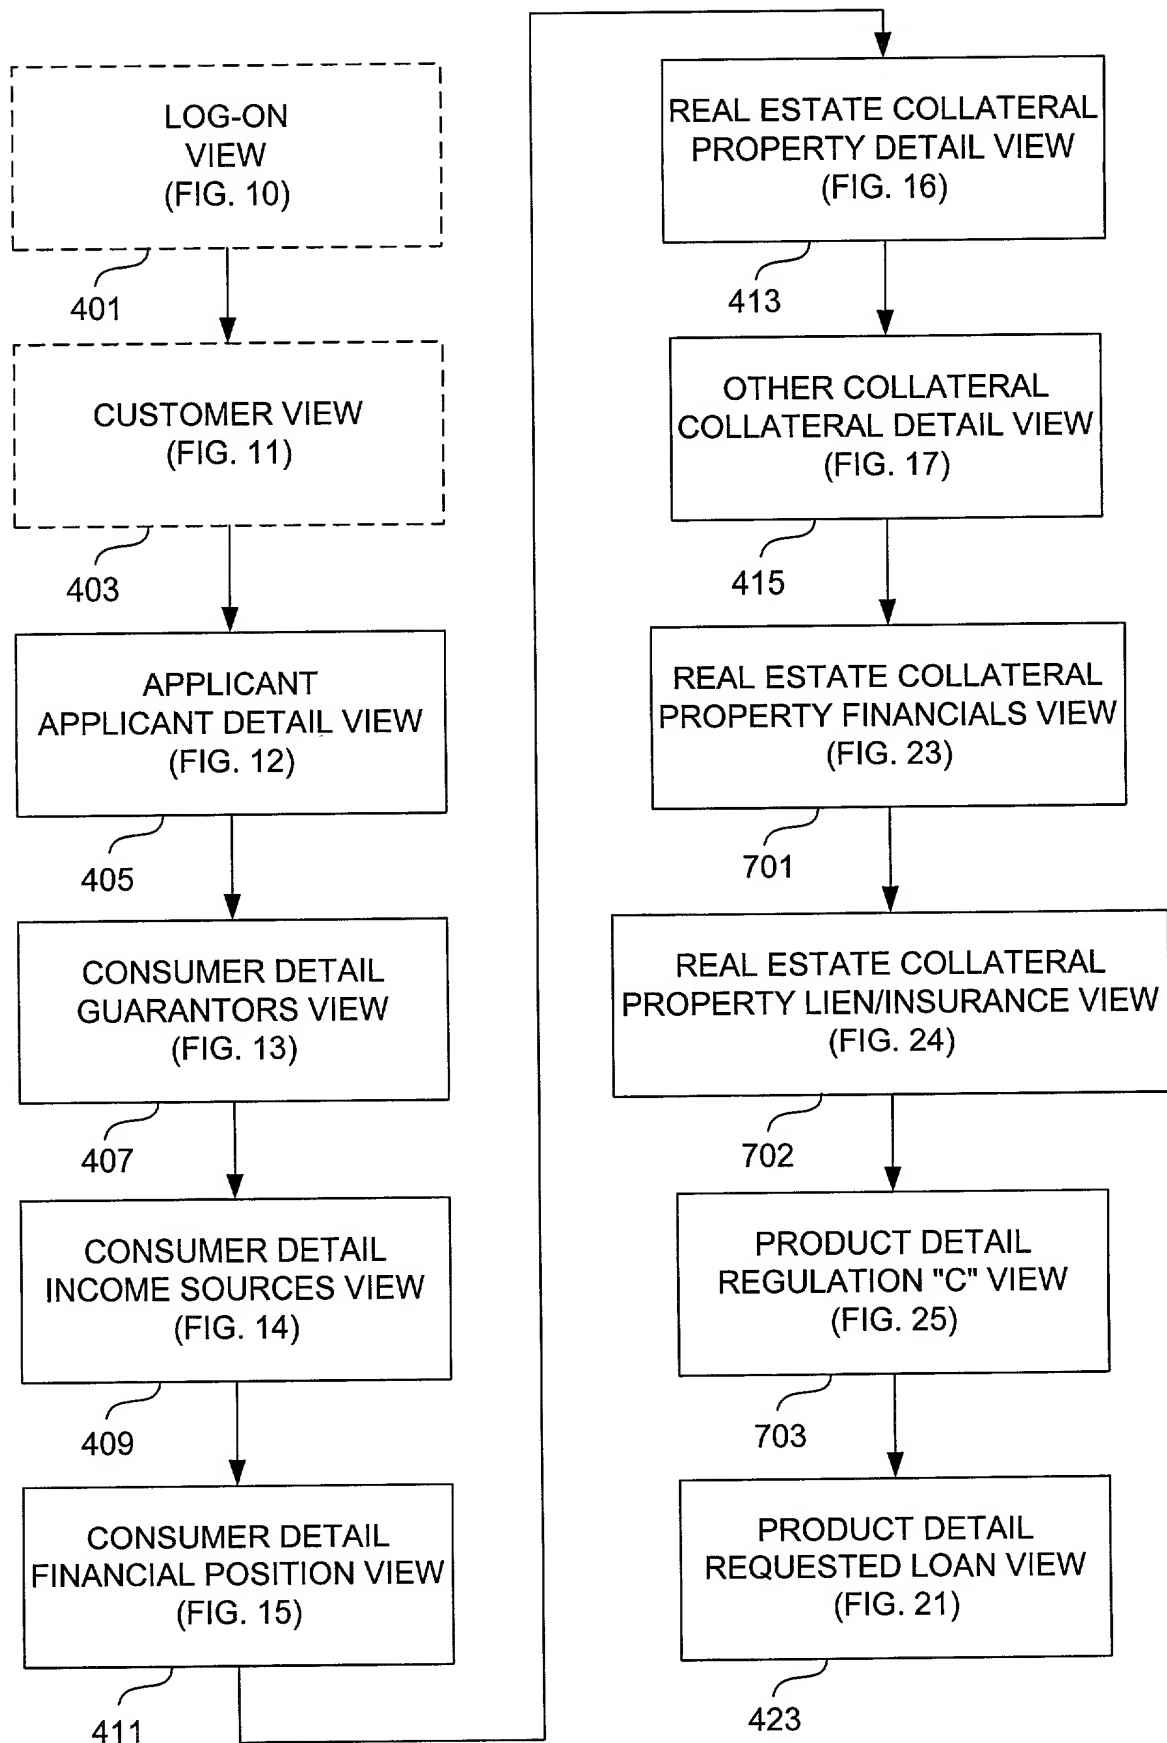 LOG-ON
VIEW
(FIG. 10)
401
CUSTOMER VIEW
(FIG. 11)
403
APPLICANT
APPLICANT DETAIL VIEW
(FIG. 12)
405
CONSUMER DETAIL
GUARANTORS VIEW
(FIG. 13)
407
CONSUMER DETAIL
INCOME SOURCES VIEW
(FIG. 14)
409
CONSUMER DETAIL
FINANCIAL POSITION VIEW
(FIG. 15)
411
REAL ESTATE COLLATERAL
PROPERTY DETAIL VIEW
(FIG. 16)
413
OTHER COLLATERAL
COLLATERAL DETAIL VIEW
(FIG. 17)
415
REAL ESTATE COLLATERAL
PROPERTY FINANCIALS VIEW
(FIG. 23)
701
REAL ESTATE COLLATERAL
PROPERTY LIEN/INSURANCE VIEW
(FIG. 24)
702
PRODUCT DETAIL
REGULATION "C" VIEW
(FIG. 25)
703
PRODUCT DETAIL
REQUESTED LOAN VIEW
(FIG. 21)
423